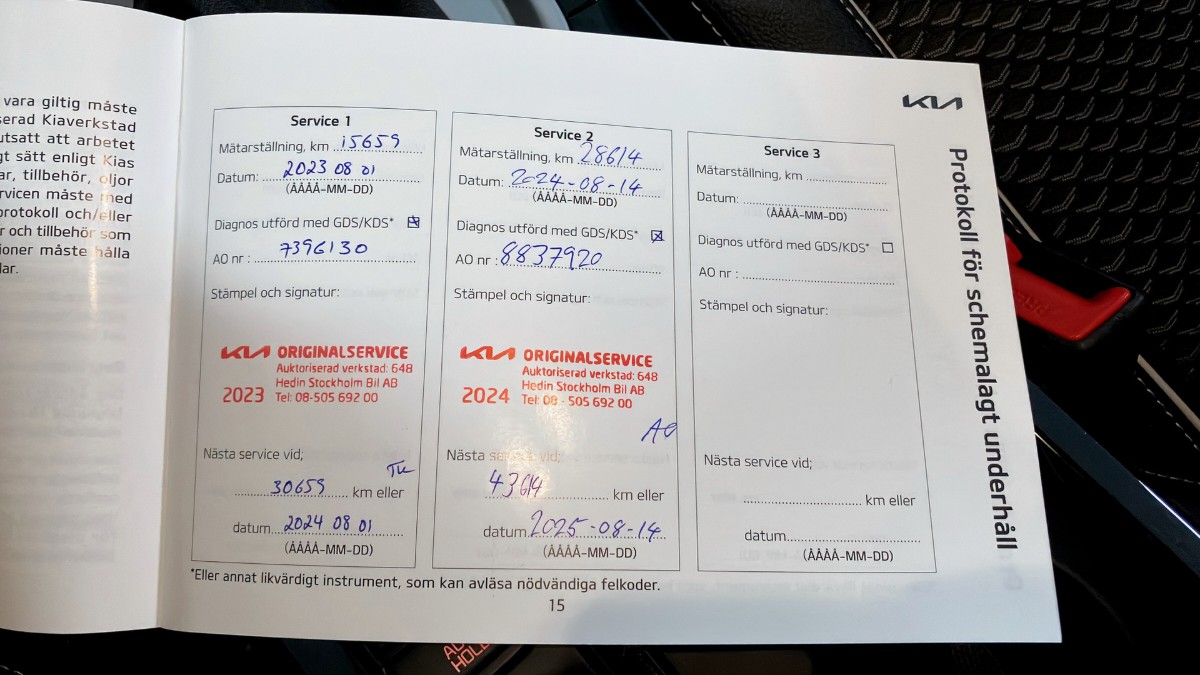 vara giltig måste
serad Kiaverkstad
utsatt att arbetet
gt sätt enligt Kias
ar, tillbehör, oljor
rvicen måste med
protokoll och/eller
r och tillbehör som
ioner måste hålla
lar.
KIA
Protokoll för schemalagt underhåll
Service 1
Mätarställning, km 15659
Datum: 2023 08 01
(ÅÅÅÅ-MM-DD)
Diagnos utförd med GDS/KDS*
AO nr : 7396130
Stämpel och signatur:
KIA ORIGINALSERVICE
Auktoriserad verkstad: 648
Hedin Stockholm Bil AB
2023 Tel: 08-505 692 00
Nästa service vid;
TK
30659 km eller
datum 2024 08 01
(ÅÅÅÅ-MM-DD)
Service 2
Mätarställning, km 28614
Datum: 2024-08-14
(ÅÅÅÅ-MM-DD)
Diagnos utförd med GDS/KDS*
AO nr : 8837920
Stämpel och signatur:
KIA ORIGINALSERVICE
Auktoriserad verkstad: 648
Hedin Stockholm Bil AB
2024 Tel: 08 - 505 692 00
Nästa service vid;
43614 km eller
datum 2025-08-14
(ÅÅÅÅ-MM-DD)
Service 3
Mätarställning, km
Datum:
(ÅÅÅÅ-MM-DD)
Diagnos utförd med GDS/KDS*
AO nr :
Stämpel och signatur:
Nästa service vid;
km eller
datum
(ÅÅÅÅ-MM-DD)
*Eller annat likvärdigt instrument, som kan avläsa nödvändiga felkoder.
15
HOLD